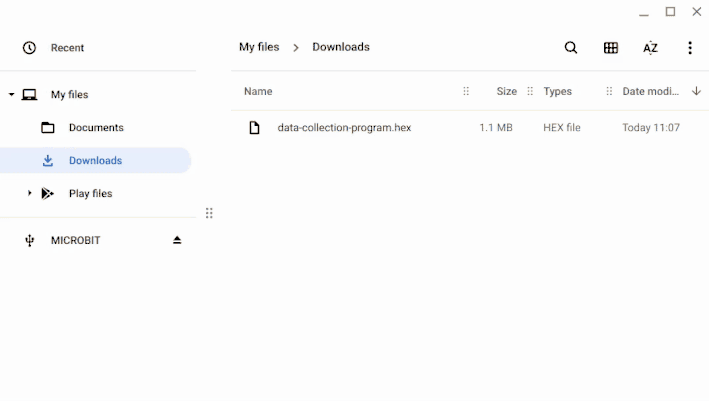 Recent
My files
Documents
Downloads
Play files
MICROBIT
My files > Downloads
AZ
Name Size Types Date modi...
data-collection-program.hex 1.1 MB HEX file Today 11:07